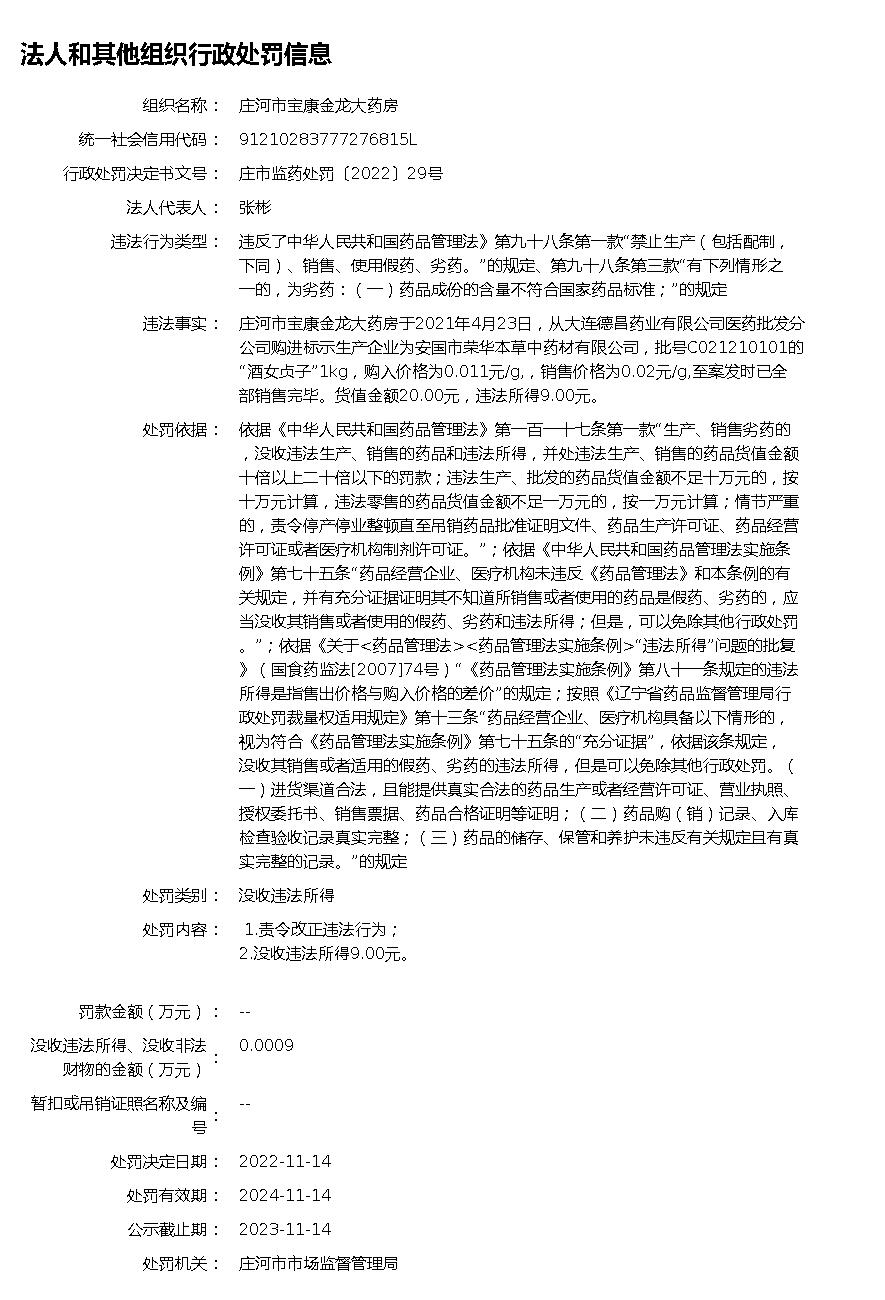 法人和其他组织行政处罚信息
组织名称： 庄河市宝康金龙大药房
统一社会信用代码： 91210283777276815L
行政处罚决定书文号： 庄市监药处罚〔2022〕29号
法人代表人： 张彬
违法行为类型： 违反了中华人民共和国药品管理法》第九十八条第一款“禁止生产（包括配制，
下同）、销售、使用假药、劣药。”的规定、第九十八条第三款“有下列情形之
一的，为劣药：（一）药品成份的含量不符合国家药品标准；”的规定
违法事实： 庄河市宝康金龙大药房于2021年4月23日，从大连德昌药业有限公司医药批发分
公司购进标示生产企业为安国市荣华本草中药材有限公司，批号C021210101的
“酒女贞子”1kg，购入价格为0.011元/g,，销售价格为0.02元/g,至案发时已全
部销售完毕。货值金额20.00元，违法所得9.00元。
处罚依据： 依据《中华人民共和国药品管理法》第一百一十七条第一款“生产、销售劣药的
，没收违法生产、销售的药品和违法所得，并处违法生产、销售的药品货值金额
十倍以上二十倍以下的罚款；违法生产、批发的药品货值金额不足十万元的，按
十万元计算，违法零售的药品货值金额不足一万元的，按一万元计算；情节严重
的，责令停产停业整顿直至吊销药品批准证明文件、药品生产许可证、药品经营
许可证或者医疗机构制剂许可证。”；依据《中华人民共和国药品管理法实施条
例》第七十五条“药品经营企业、医疗机构未违反《药品管理法》和本条例的有
关规定，并有充分证据证明其不知道所销售或者使用的药品是假药、劣药的，应
当没收其销售或者使用的假药、劣药和违法所得；但是，可以免除其他行政处罚
。”；依据《关于<药品管理法><药品管理法实施条例>“违法所得”问题的批复
》（国食药监法[2007]74号）“《药品管理法实施条例》第八十一条规定的违法
所得是指售出价格与购入价格的差价”的规定；按照《辽宁省药品监督管理局行
政处罚裁量权适用规定》第十三条“药品经营企业、医疗机构具备以下情形的，
视为符合《药品管理法实施条例》第七十五条的“充分证据”，依据该条规定，
没收其销售或者适用的假药、劣药的违法所得，但是可以免除其他行政处罚。（
一）进货渠道合法，且能提供真实合法的药品生产或者经营许可证、营业执照、
授权委托书、销售票据、药品合格证明等证明；（二）药品购（销）记录、入库
检查验收记录真实完整；（三）药品的储存、保管和养护未违反有关规定且有真
实完整的记录。”的规定
处罚类别： 没收违法所得
处罚内容： 1.责令改正违法行为；
2.没收违法所得9.00元。
罚款金额（万元）： --
没收违法所得、没收非法
财物的金额（万元）： 0.0009
暂扣或吊销证照名称及编
号： --
处罚决定日期： 2022-11-14
处罚有效期： 2024-11-14
公示截止期： 2023-11-14
处罚机关： 庄河市市场监督管理局